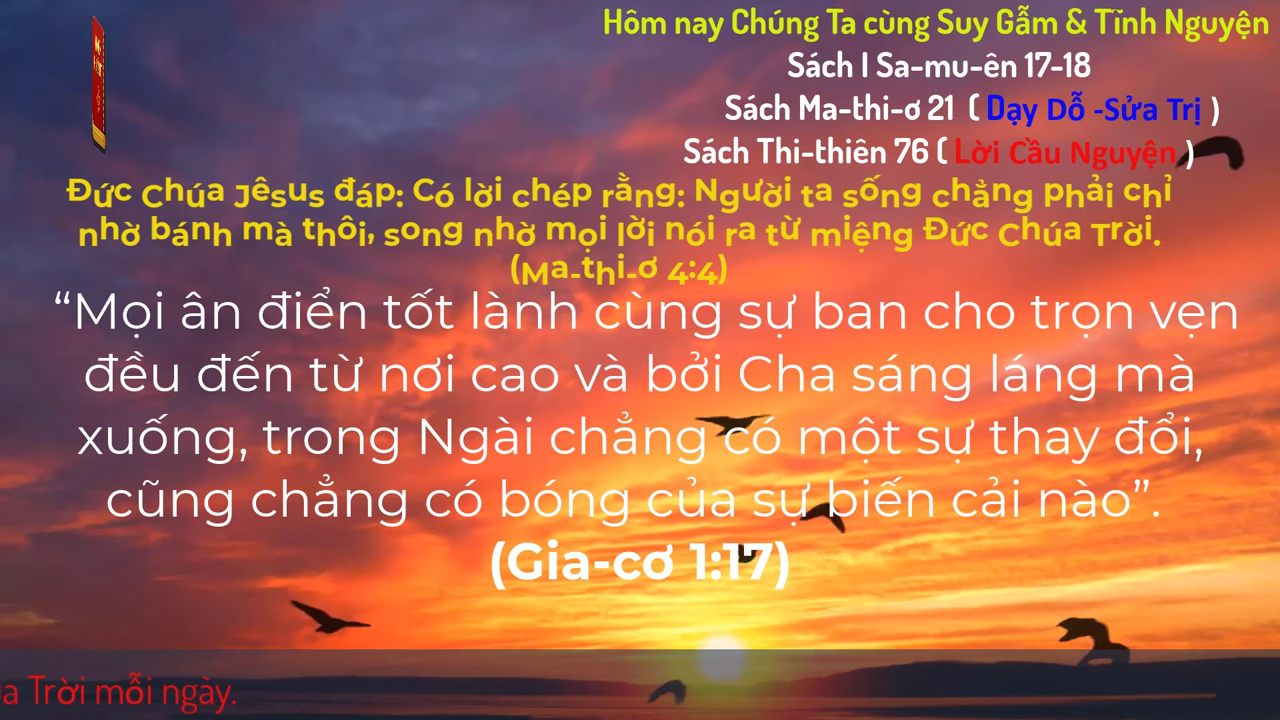 Hôm nay Chúng Ta cùng Suy Gẫm & Tĩnh Nguyện
Sách I Sa-mu-ên 17-18
Sách Ma-thi-ơ 21 ( Dạy Dỗ -Sửa Trị )
Sách Thi-thiên 76 ( Lời Cầu Nguyện )
Đức Chúa Jêsus đáp: Có lời chép rằng: Người ta sống chẳng phải chỉ
nhờ bánh mà thôi, song nhờ mọi lời nói ra từ miệng Đức Chúa Trời.
(Ma-thi-ơ 4:4)
“Mọi ân điển tốt lành cùng sự ban cho trọn vẹn
đều đến từ nơi cao và bởi Cha sáng láng mà
xuống, trong Ngài chẳng có một sự thay đổi,
cũng chẳng có bóng của sự biến cải nào”.
(Gia-cơ 1:17)
Trời mỗi ngày.